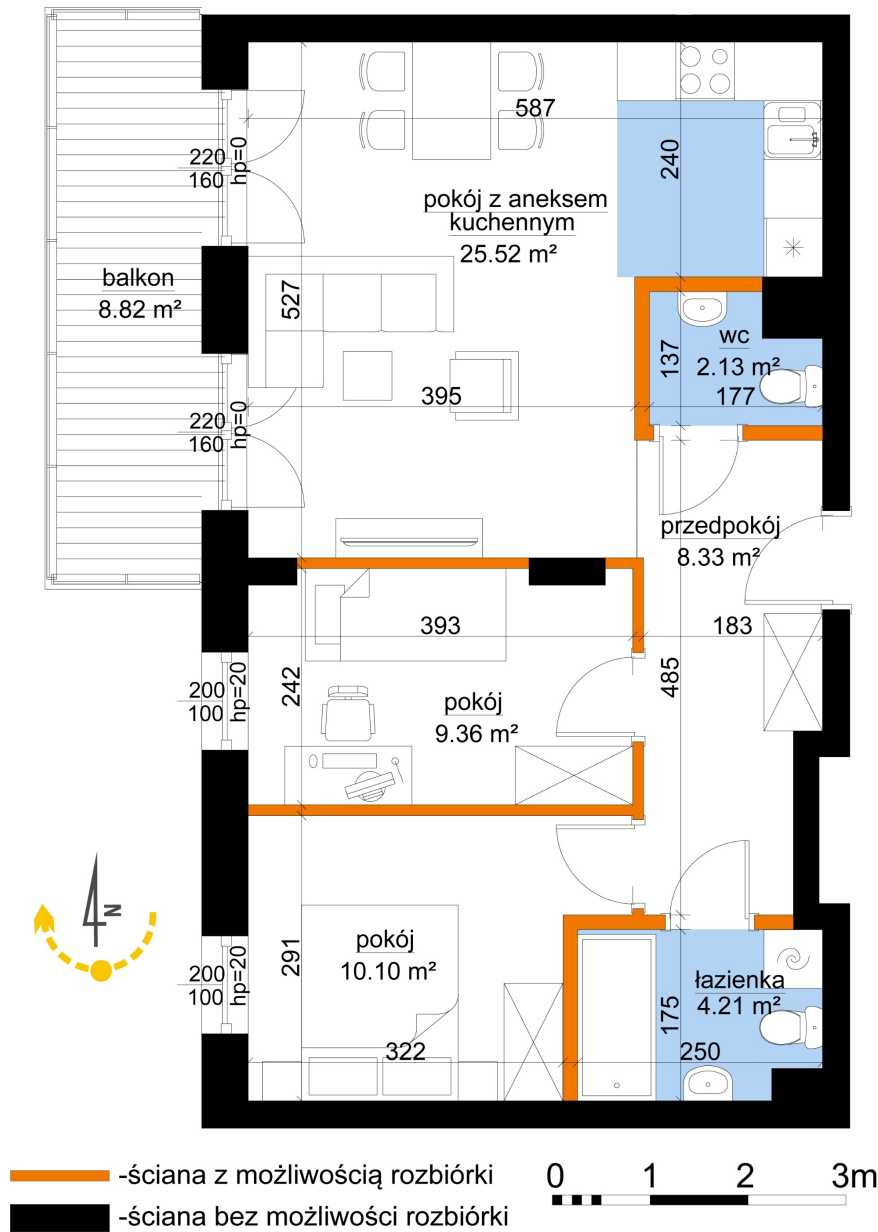 587
220
160
hp=0
240
pokój z aneksem
kuchennym
25.52 m²
balkon
8.82 m²
527
wc
2.13 m²
137
177
395
220
160
hp=0
przedpokój
8.33 m²
393
183
242
485
200
100
hp=20
pokój
9.36 m²
N
pokój
10.10 m²
291
200
100
hp=20
łazienka
4.21 m²
175
322
250
-ściana z możliwością rozbiórki
0 1 2 3m
-ściana bez możliwości rozbiórki